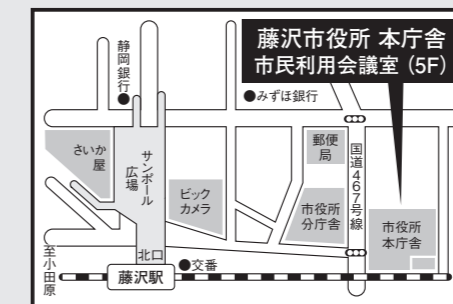 藤沢市役所 本庁舎
市民利用会議室（5F）
静岡銀行
●みずほ銀行
さいか
屋
サンパール
広場
ビック
カメラ
郵便
局
国道467号線
市役所
分庁舎
市役所
本庁舎
至小田原
北口
●交番
藤沢駅